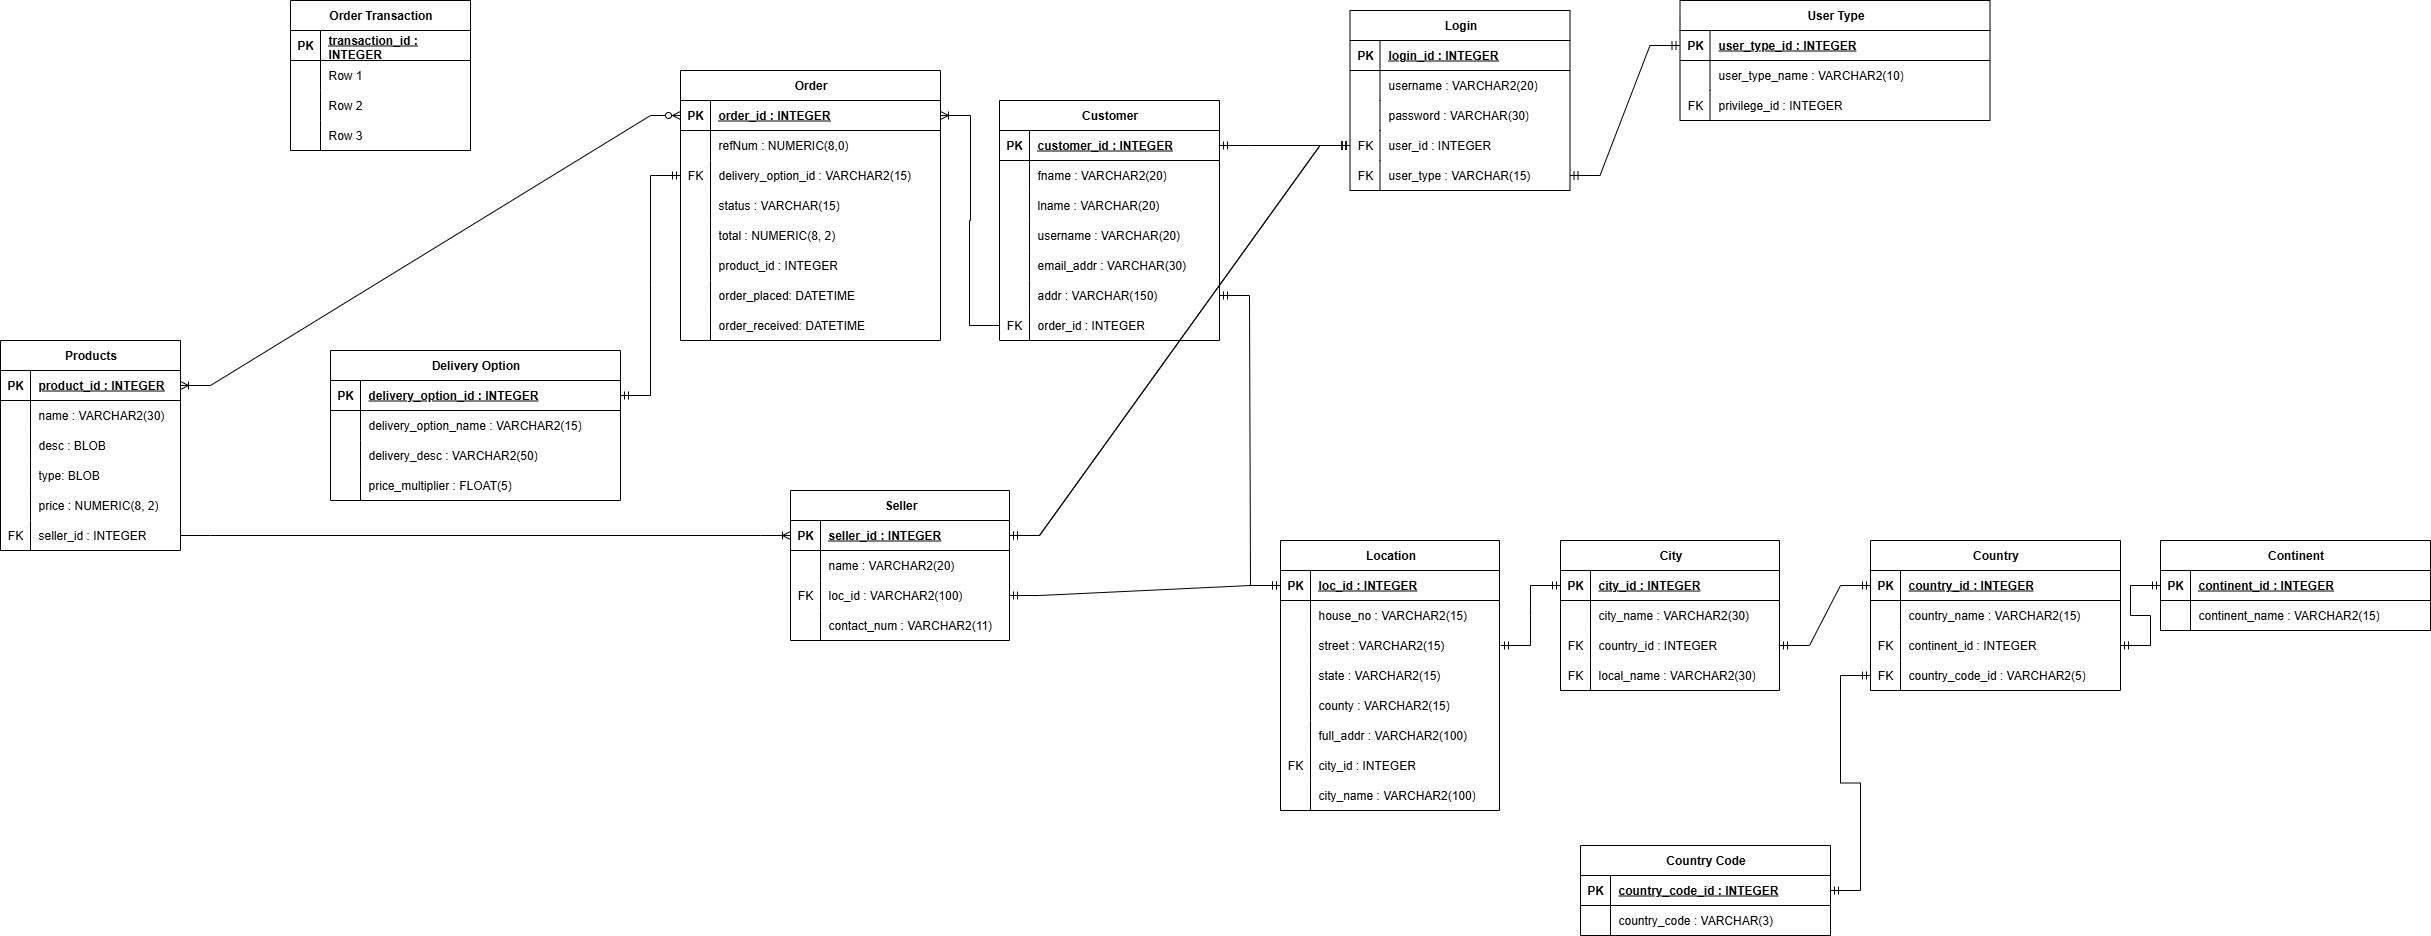 Order Transaction
PK transaction_id :
INTEGER
Row 1
Row 2
Row 3
Order
PK order_id : INTEGER
refNum : NUMERIC(8,0)
FK delivery_option_id : VARCHAR2(15)
status : VARCHAR(15)
total : NUMERIC(8, 2)
product_id : INTEGER
order_placed: DATETIME
order_received: DATETIME
Customer
PK customer_id : INTEGER
fname : VARCHAR2(20)
lname : VARCHAR(20)
username : VARCHAR(20)
email_addr : VARCHAR(30)
addr : VARCHAR(150)
FK order_id : INTEGER
Login
PK login_id : INTEGER
username : VARCHAR2(20)
password : VARCHAR(30)
FK user_id : INTEGER
FK user_type : VARCHAR(15)
User Type
PK user_type_id : INTEGER
user_type_name : VARCHAR2(10)
FK privilege_id : INTEGER
Products
PK product_id : INTEGER
name : VARCHAR2(30)
desc : BLOB
type: BLOB
price : NUMERIC(8, 2)
FK seller_id : INTEGER
Delivery Option
PK delivery_option_id : INTEGER
delivery_option_name : VARCHAR2(15)
delivery_desc : VARCHAR2(50)
price_multiplier : FLOAT(5)
Seller
PK seller_id : INTEGER
name : VARCHAR2(20)
FK loc_id : VARCHAR2(100)
contact_num : VARCHAR2(11)
Location
PK loc_id : INTEGER
house_no : VARCHAR2(15)
street : VARCHAR2(15)
state : VARCHAR2(15)
county : VARCHAR2(15)
full_addr : VARCHAR2(100)
FK city_id : INTEGER
city_name : VARCHAR2(100)
City
PK city_id : INTEGER
city_name : VARCHAR2(30)
FK country_id : INTEGER
FK local_name : VARCHAR2(30)
Country
PK country_id : INTEGER
country_name : VARCHAR2(15)
FK continent_id : INTEGER
FK country_code_id : VARCHAR2(5)
Continent
PK continent_id : INTEGER
continent_name : VARCHAR2(15)
Country Code
PK country_code_id : INTEGER
country_code : VARCHAR(3)